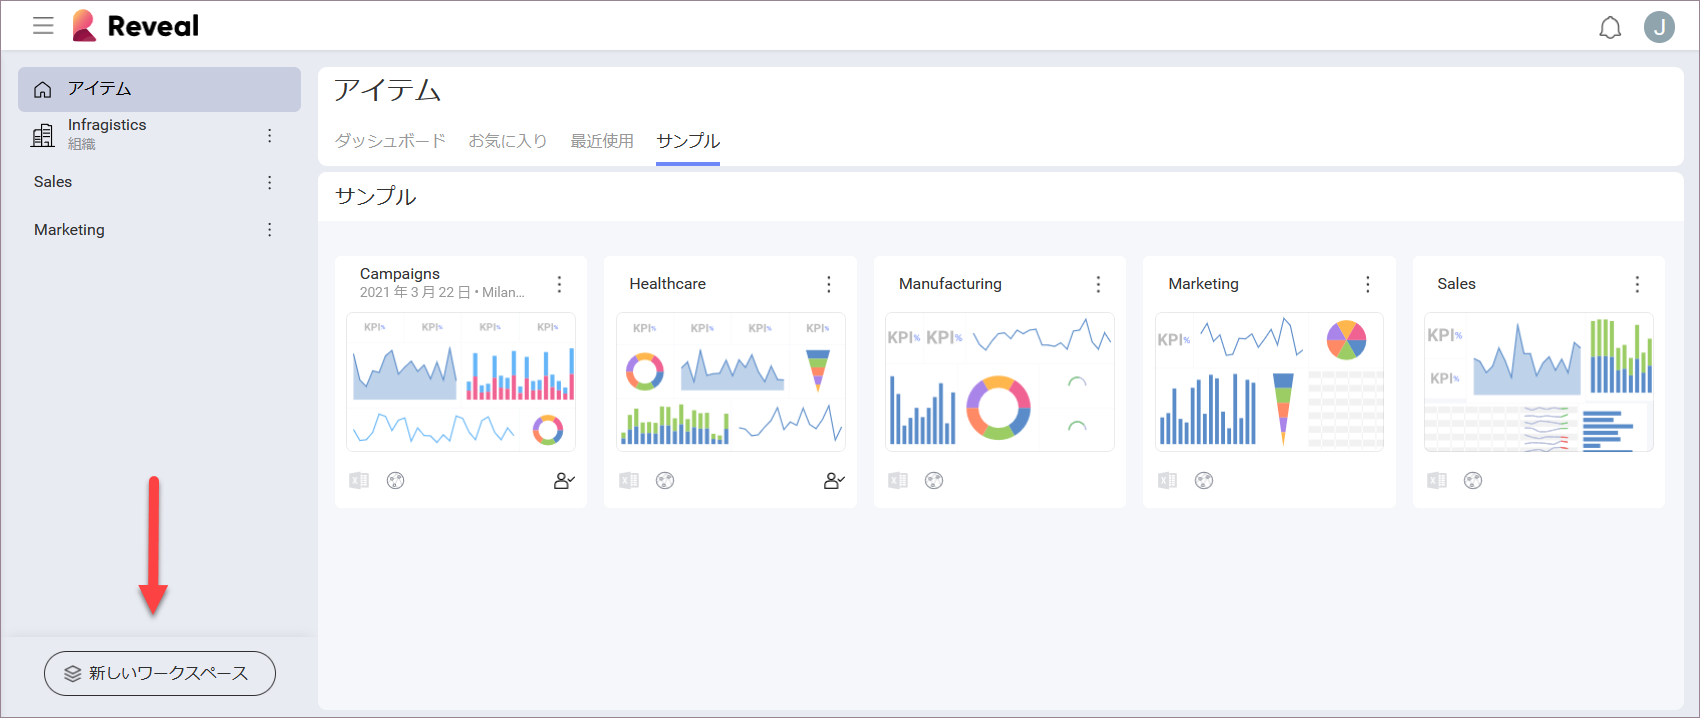 Reveal
J
アイテム
Infragistics
組織
Sales
Marketing
新しいワークスペース
アイテム
ダッシュボード お気に入り 最近使用 サンプル
サンプル
Campaigns
2021 年 3 月 22 日 • Milan...
KPI% KPI% KPI% KPI%
Healthcare
KPI% KPI% KPI% KPI%
Manufacturing
KPI% KPI%
Marketing
KPI%
Sales
KPI%
KPI%